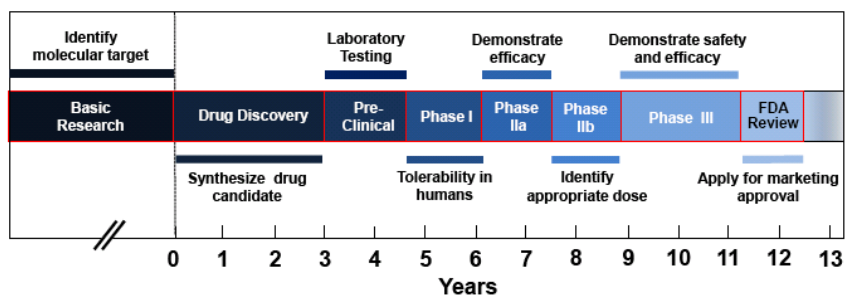 Identify
molecular target
Laboratory
Testing
Demonstrate
efficacy
Demonstrate safety
and efficacy
Basic
Research
Drug Discovery
Pre-
Clinical
Phase I
Phase
IIa
Phase
IIb
Phase III
FDA
Review
Synthesize drug
candidate
Tolerability in
humans
Identify
appropriate dose
Apply for marketing
approval
0 1 2 3 4 5 6 7 8 9 10 11 12 13
Years